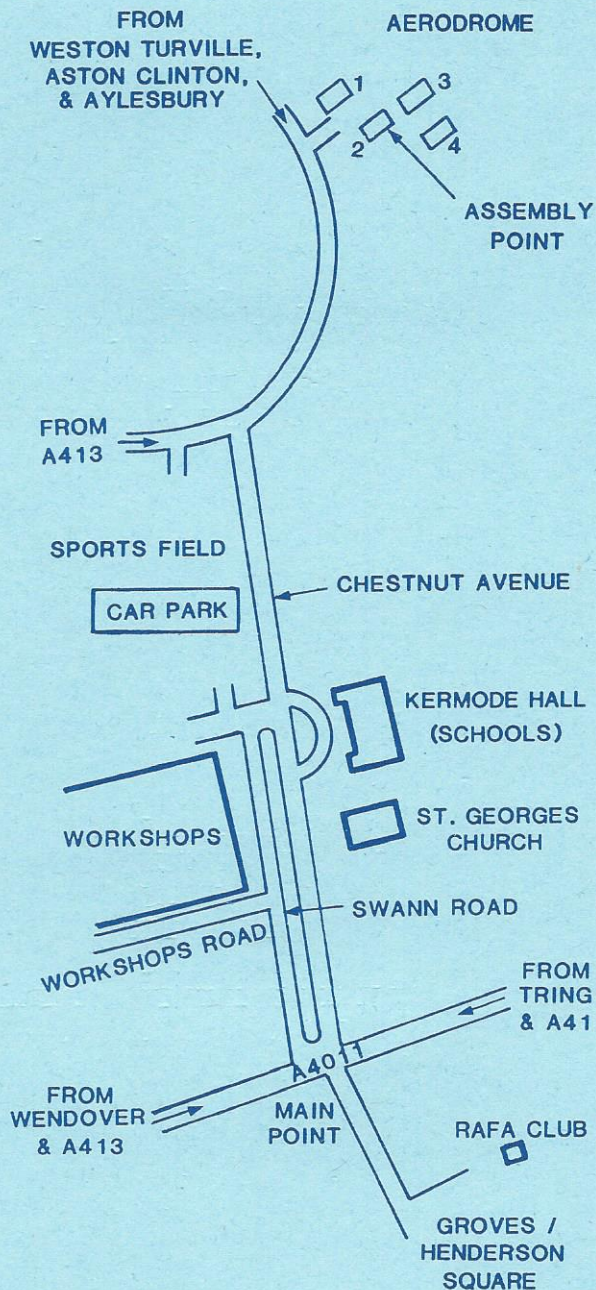 FROM
WESTON TURVILLE,
ASTON CLINTON,
& AYLESBURY
AERODROME
1
3
2
4
ASSEMBLY
POINT
FROM
A413
SPORTS FIELD
CAR PARK
CHESTNUT AVENUE
KERMODE HALL
(SCHOOLS)
WORKSHOPS
ST. GEORGES
CHURCH
SWANN ROAD
WORKSHOPS ROAD
FROM
TRING
& A41
A4011
FROM
WENDOVER
& A413
MAIN
POINT
RAFA CLUB
GROVES /
HENDERSON
SQUARE